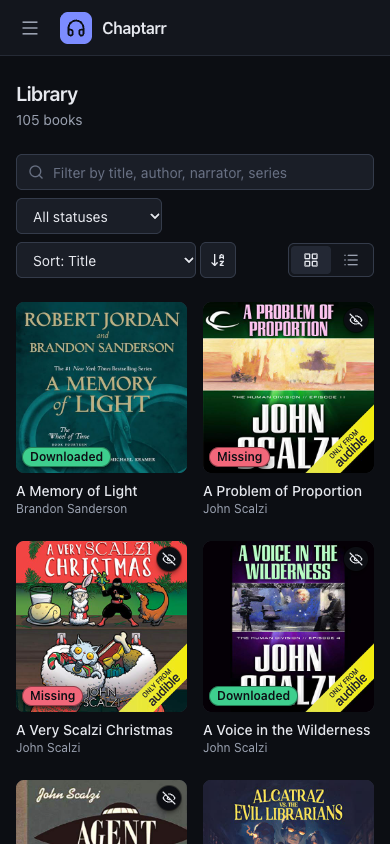 Chaptarr
Library
105 books
Filter by title, author, narrator, series
All statuses
Sort: Title
ROBERT JORDAN
and
BRANDON SANDERSON
The #1 New York Times Bestselling Series
A MEMORY
of LIGHT
The
Wheel of Time
BOOK FOURTEEN
MICHAEL KRAMER
Downloaded
A Memory of Light
Brandon Sanderson
A PROBLEM OF
PROPORTION
THE HUMAN DIVISION // EPISODE 11
JOHN
SCALZI
ONLY FROM
audible
Missing
A Problem of Proportion
John Scalzi
A VERY SCALZI
CHRISTMAS
JOHN
SCALZI
ONLY FROM
audible
Missing
A Very Scalzi Christmas
John Scalzi
A VOICE IN THE
WILDERNESS
THE HUMAN DIVISION // EPISODE 4
JOHN
SCALZI
ONLY FROM
audible
Downloaded
A Voice in the Wilderness
John Scalzi
John Scalzi
AGENT
ALCATRAZ
VS. THE
EVIL LIBRARIANS